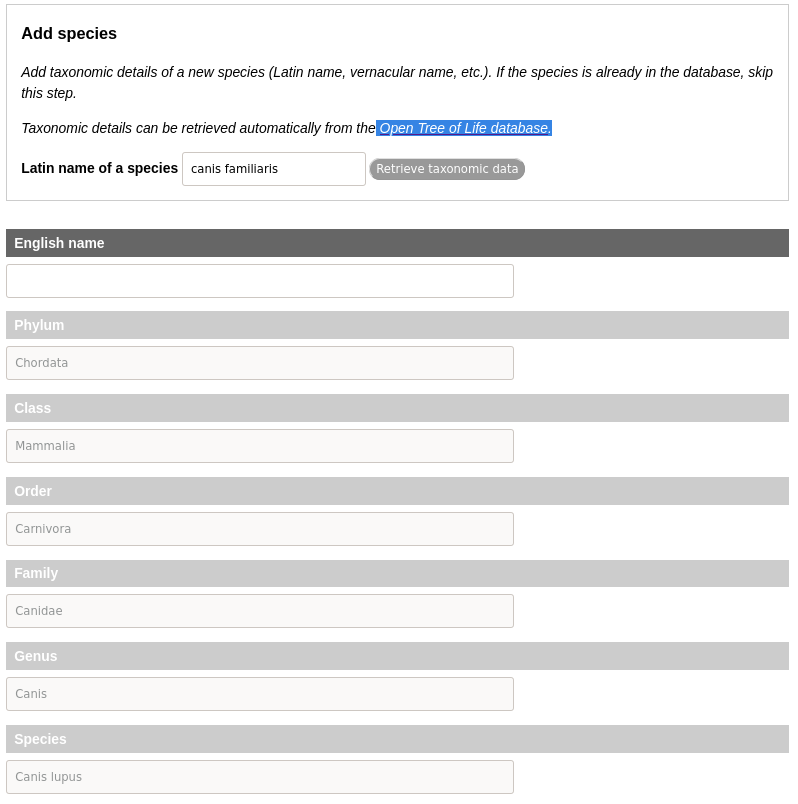 Add species
Add taxonomic details of a new species (Latin name, vernacular name, etc.). If the species is already in the database, skip
this step.
Taxonomic details can be retrieved automatically from the Open Tree of Life database.
Latin name of a species canis familiaris Retrieve taxonomic data
English name
Phylum
Chordata
Class
Mammalia
Order
Carnivora
Family
Canidae
Genus
Canis
Species
Canis lupus